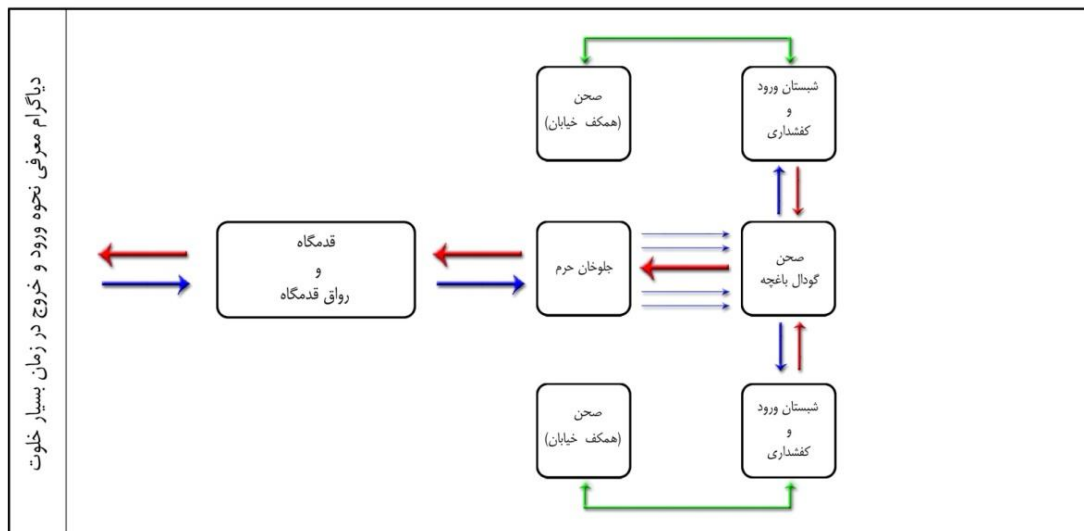 دیاگرام معرفی نحوه ورود و خروج در زمان بسیار خلوت
شبستان ورود
و
کفشداری
صحن
(همکف خیابان)
صحن
گودال باغچه
جلوخان حرم
قدمگاه
و
رواق قدمگاه
شبستان ورود
و
کفشداری
صحن
(همکف خیابان)